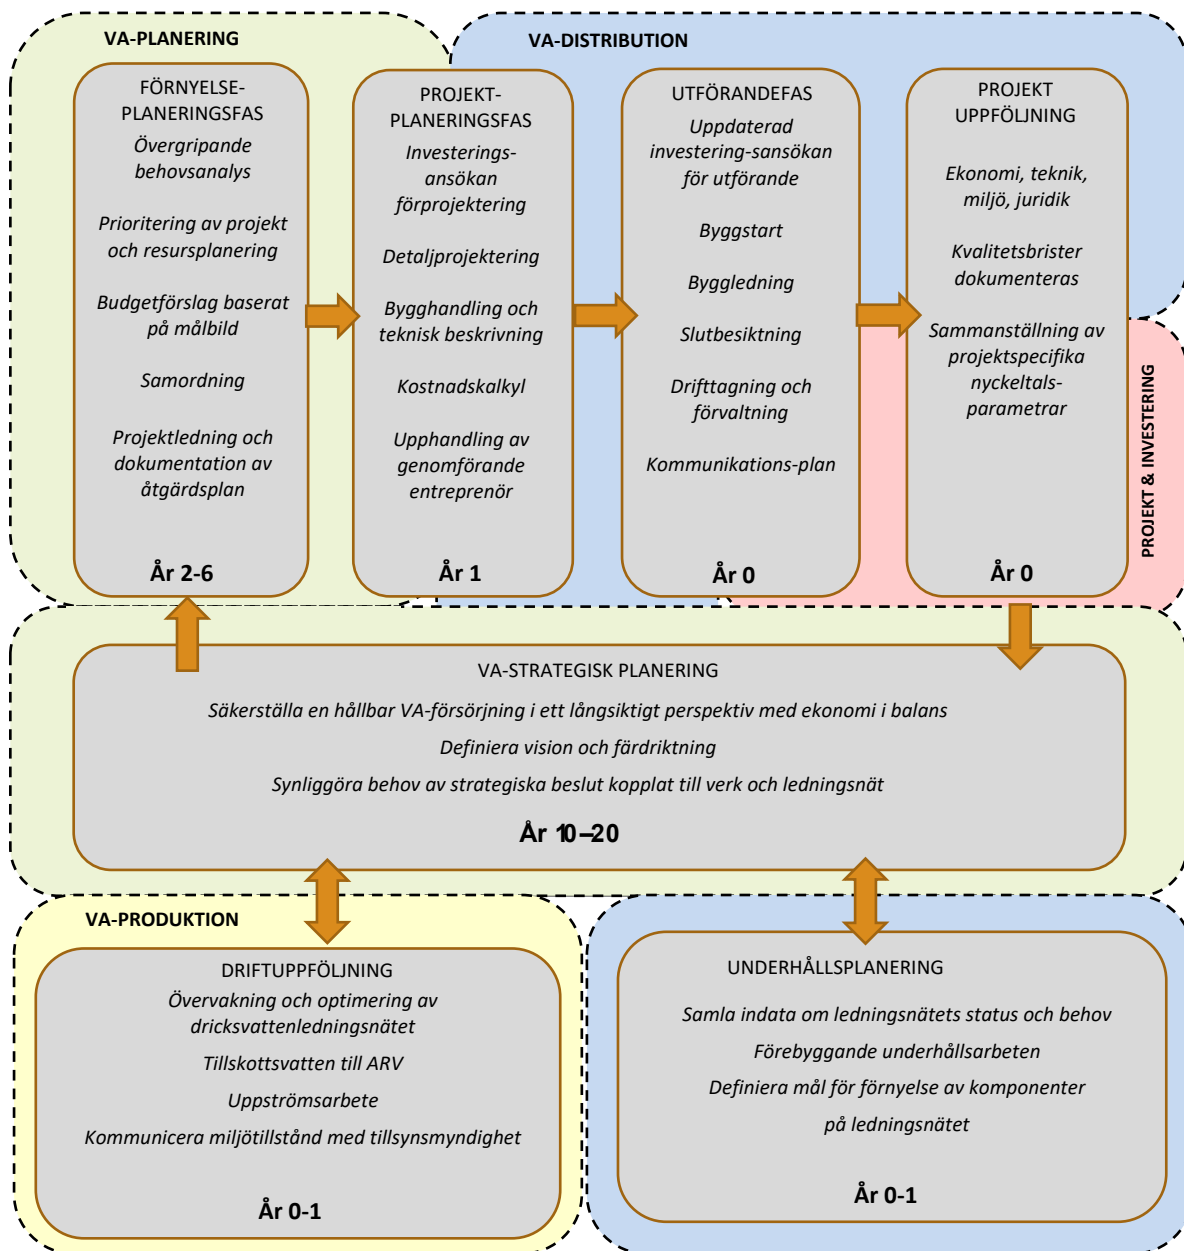 VA-PLANERING
VA-DISTRIBUTION
FÖRNYELSE-
PLANERINGSFAS
Övergripande
behovsanalys
Prioritering av projekt
och resursplanering
Budgetförslag baserat
på målbild
Samordning
Projektledning och
dokumentation av
åtgärdsplan
År 2-6
PROJEKT-
PLANERINGSFAS
Investerings-
ansökan
förprojektering
Detaljprojektering
Bygghandling och
teknisk beskrivning
Kostnadskalkyl
Upphandling av
genomförande
entreprenör
År 1
UTFÖRANDEFAS
Uppdaterad
investering-sansökan
för utförande
Byggstart
Byggledning
Slutbesiktning
Drifttagning och
förvaltning
Kommunikations-plan
År 0
PROJEKT
UPPFÖLJNING
Ekonomi, teknik,
miljö, juridik
Kvalitetsbrister
dokumenteras
Sammanställning av
projektspecifika
nyckeltals-
parametrar
År 0
PROJEKT & INVESTERING
VA-STRATEGISK PLANERING
Säkerställa en hållbar VA-försörjning i ett långsiktigt perspektiv med ekonomi i balans
Definiera vision och färdriktning
Synliggöra behov av strategiska beslut kopplat till verk och ledningsnät
År 10–20
VA-PRODUKTION
DRIFTUPPFÖLJNING
Övervakning och optimering av
dricksvattenledningsnätet
Tillskottsvatten till ARV
Uppströmsarbete
Kommunicera miljötillstånd med tillsynsmyndighet
År 0-1
UNDERHÅLLSPLANERING
Samla indata om ledningsnätets status och behov
Förebyggande underhållsarbeten
Definiera mål för förnyelse av komponenter
på ledningsnätet
År 0-1